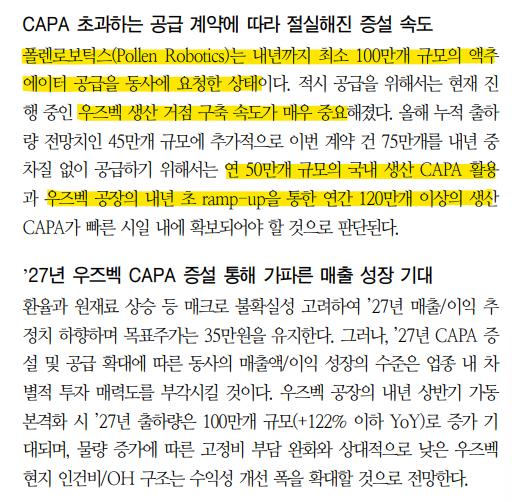 CAPA 초과하는 공급 계약에 따라 절실해진 증설 속도
폴렌로보틱스(Pollen Robotics)는 내년까지 최소 100만개 규모의 액추
에이터 공급을 동사에 요청한 상태이다. 적시 공급을 위해서는 현재 진
행 중인 우즈벡 생산 거점 구축 속도가 매우 중요해졌다. 올해 누적 출하
량 전망치인 45만개 규모에 추가적으로 이번 계약 건 75만개를 내년 중
차질 없이 공급하기 위해서는 연 50만개 규모의 국내 생산 CAPA 활용
과 우즈벡 공장의 내년 초 ramp-up을 통한 연간 120만개 이상의 생산
CAPA가 빠른 시일 내에 확보되어야 할 것으로 판단된다.
’27년 우즈벡 CAPA 증설 통해 가파른 매출 성장 기대
환율과 원재료 상승 등 매크로 불확실성 고려하여 ’27년 매출/이익 추
정치 하향하며 목표주가는 35만원을 유지한다. 그러나, ’27년 CAPA 증
설 및 공급 확대에 따른 동사의 매출액/이익 성장의 수준은 업종 내 차
별적 투자 매력도를 부각시킬 것이다. 우즈벡 공장의 내년 상반기 가동
본격화 시 ’27년 출하량은 100만개 규모(+122% 이하 YoY)로 증가 기
대되며, 물량 증가에 따른 고정비 부담 완화와 상대적으로 낮은 우즈벡
현지 인건비/OH 구조는 수익성 개선 폭을 확대할 것으로 전망한다.